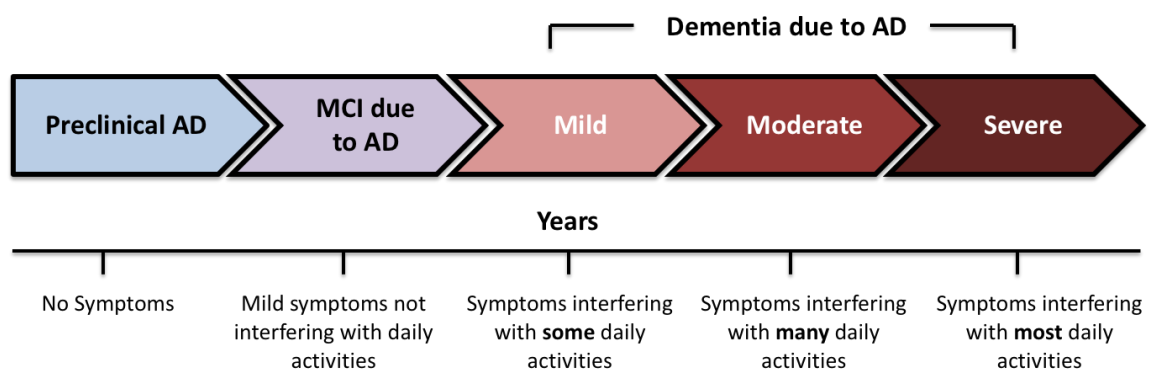 Dementia due to AD
Preclinical AD
MCI due
to AD
Mild
Moderate
Severe
Years
No Symptoms
Mild symptoms not
interfering with daily
activities
Symptoms interfering
with some daily
activities
Symptoms interfering
with many daily
activities
Symptoms interfering
with most daily
activities